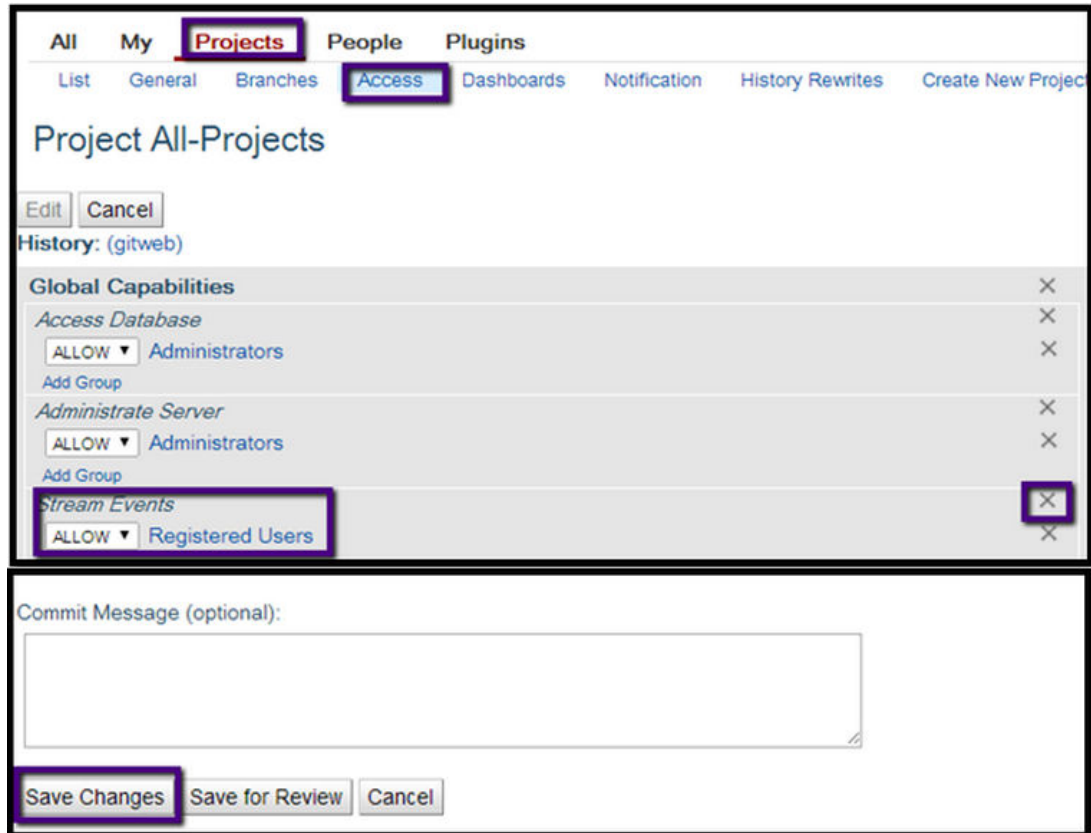 All My Projects People Plugins
List General Branches Access Dashboards Notification History Rewrites Create New Project
Project All-Projects
Edit Cancel
History: (gitweb)
Global Capabilities
Access Database
ALLOW Administrators
Add Group
Administrate Server
ALLOW Administrators
Add Group
Stream Events
ALLOW Registered Users
Commit Message (optional):
Save Changes Save for Review Cancel